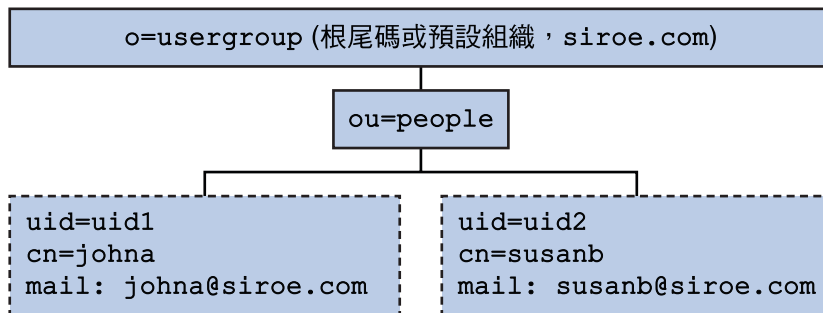 o=usergroup (根尾碼或預設組織，siroe.com)
ou=people
uid=uid1
cn=johna
mail: johna@siroe.com
uid=uid2
cn=susanb
mail: susanb@siroe.com